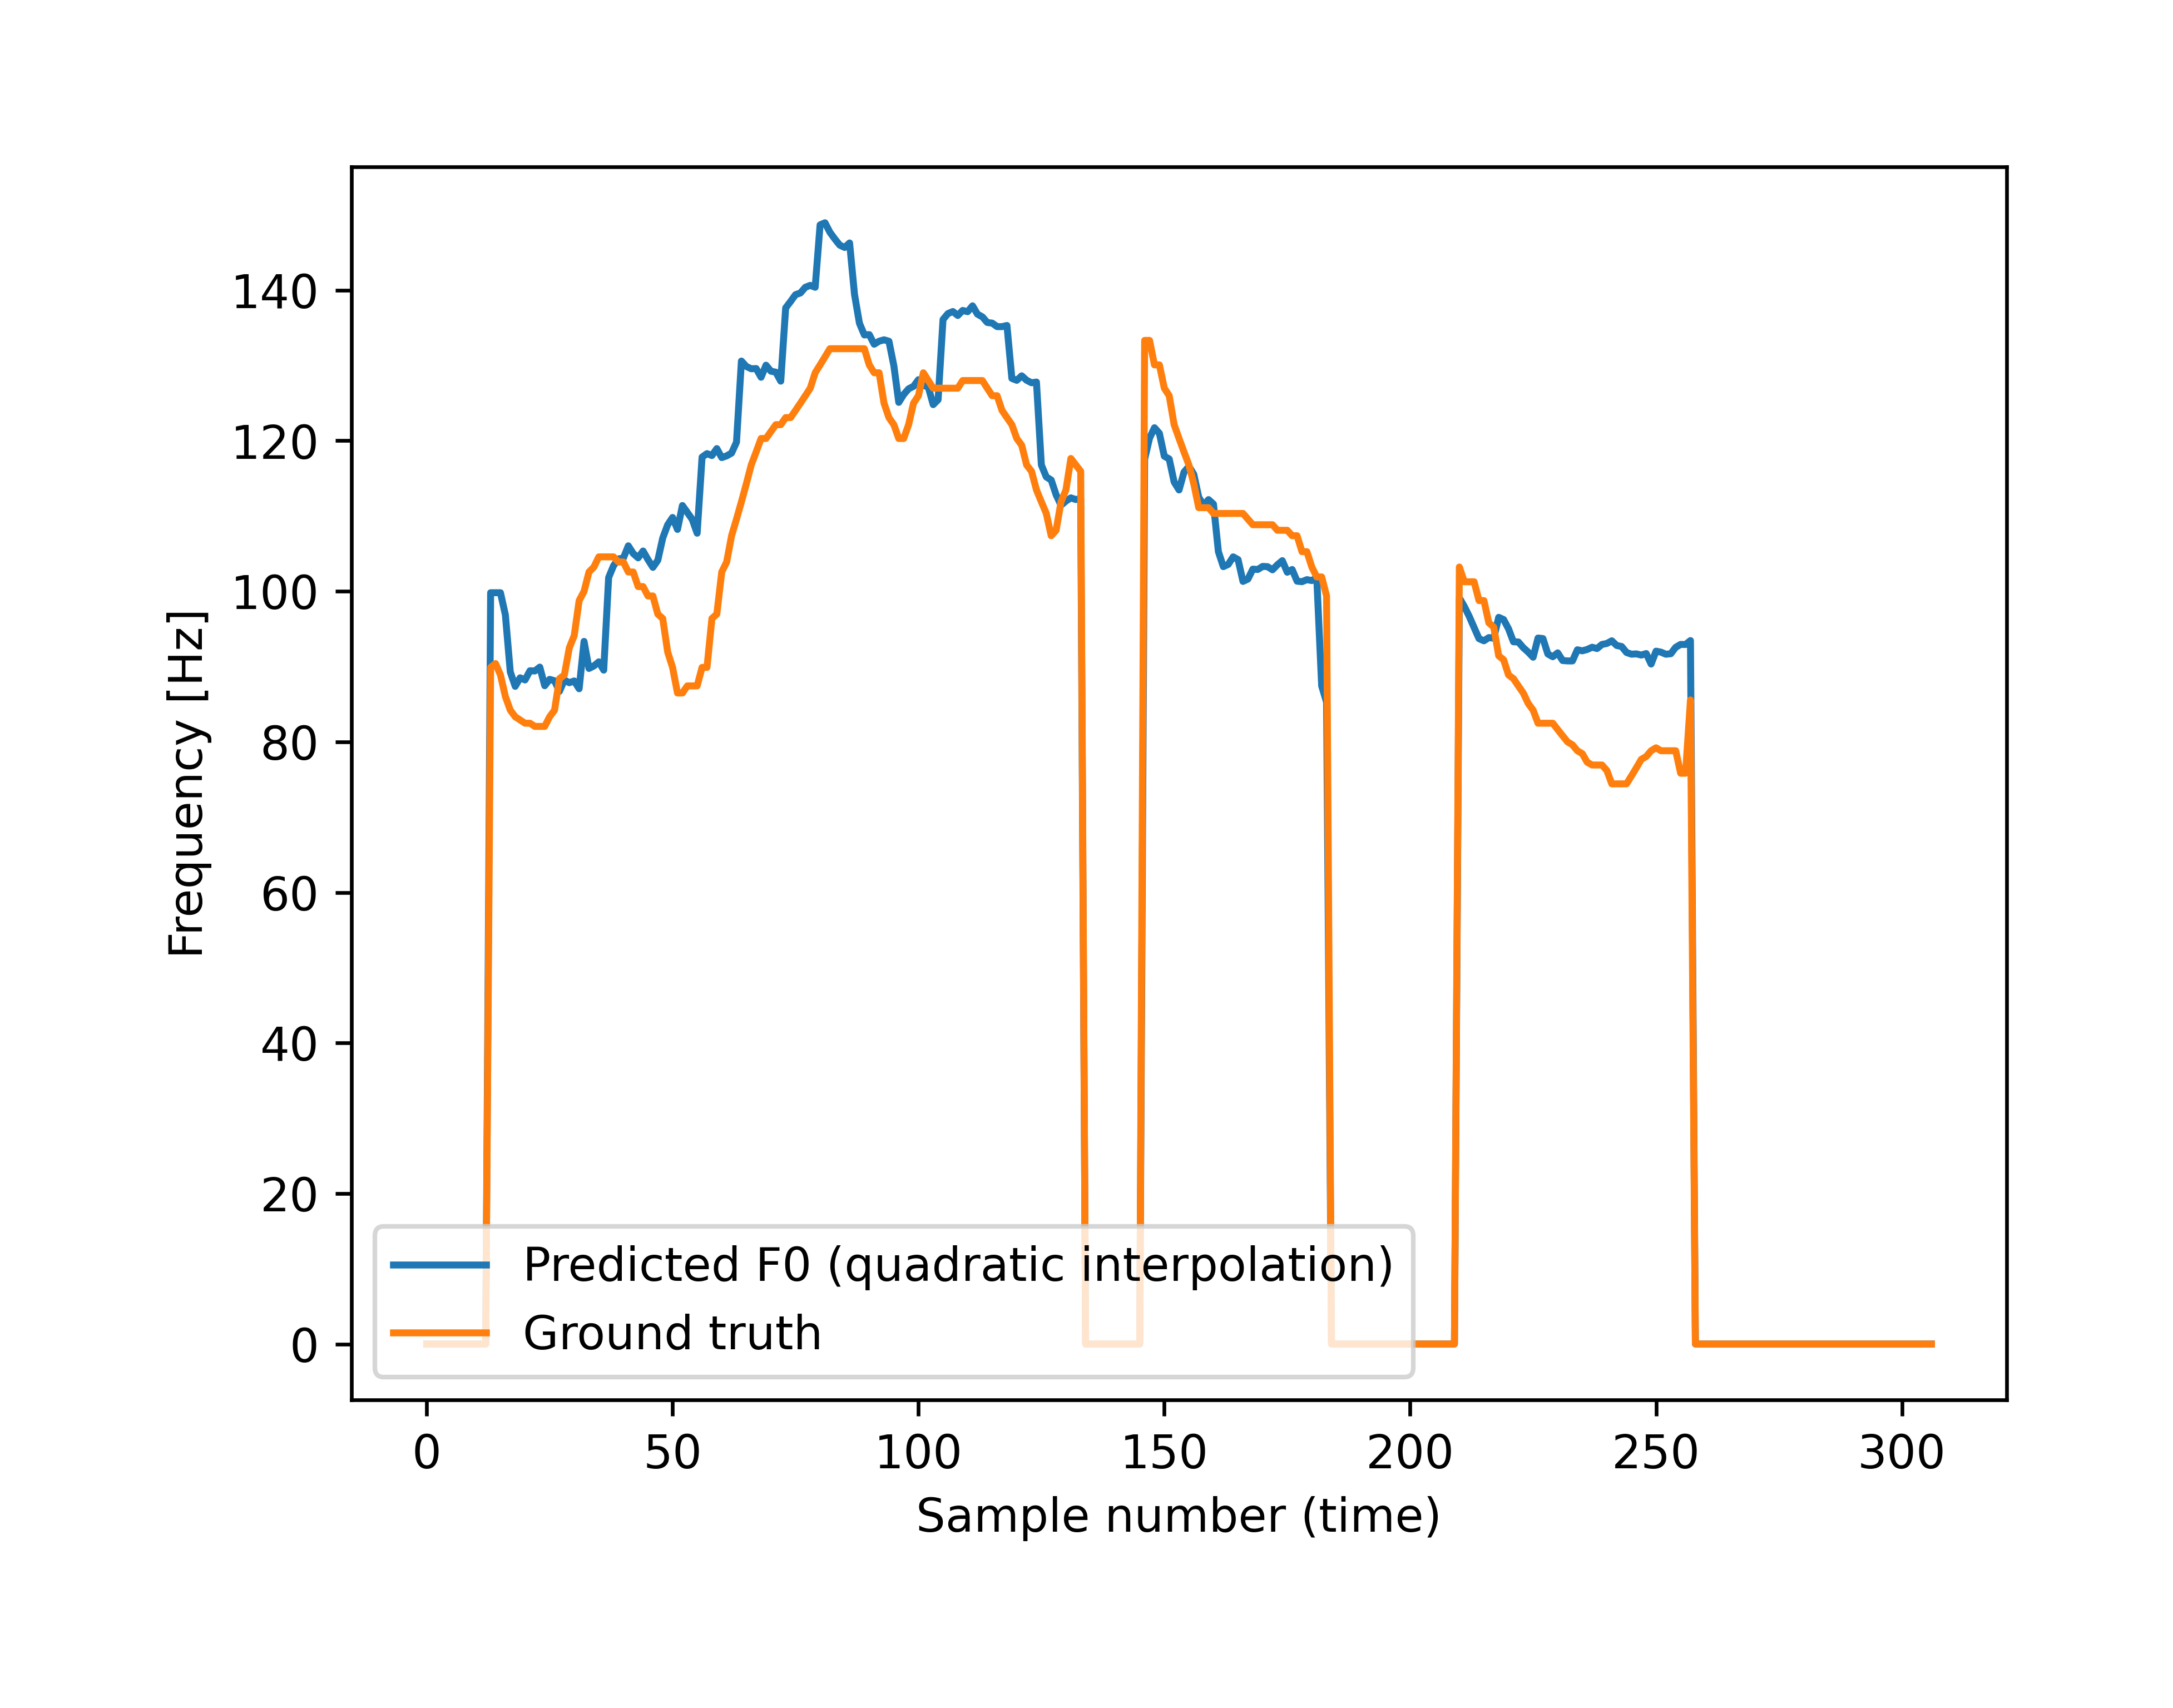 140
120
100
80
60
40
20
0
Frequency [Hz]
Predicted F0 (quadratic interpolation)
Ground truth
0 50 100 150 200 250 300
Sample number (time)